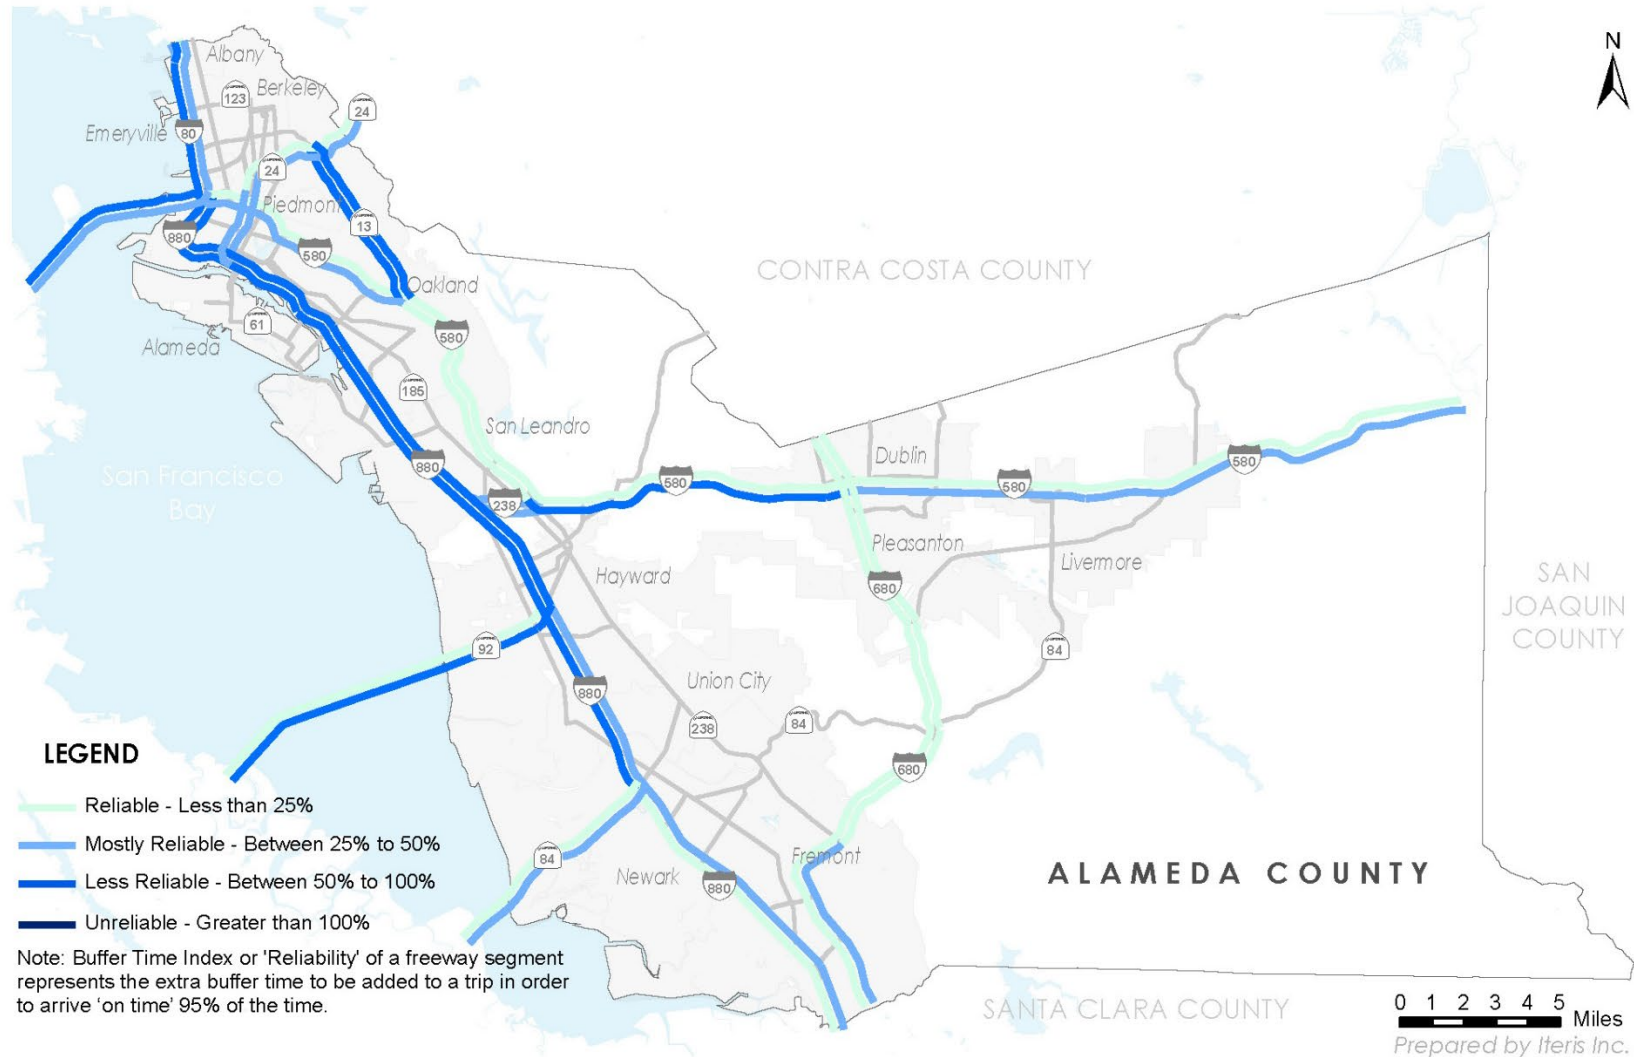 N
Albany
123
Berkeley
24
Emeryville
80
24
Piedmont
13
880
580
Oakland
CONTRA COSTA COUNTY
61
580
Alameda
185
San Leandro
San Francisco
Bay
880
Dublin
580
580
580
238
Pleasanton
Livermore
Hayward
680
SAN
JOAQUIN
COUNTY
92
84
Union City
880
238
84
680
LEGEND
Reliable - Less than 25%
Mostly Reliable - Between 25% to 50%
Less Reliable - Between 50% to 100%
Unreliable - Greater than 100%
84
Fremont
Newark
880
ALAMEDA COUNTY
Note: Buffer Time Index or 'Reliability' of a freeway segment
represents the extra buffer time to be added to a trip in order
to arrive ‘on time’ 95% of the time.
SANTA CLARA COUNTY
0 1 2 3 4 5
Miles
Prepared by Iteris Inc.